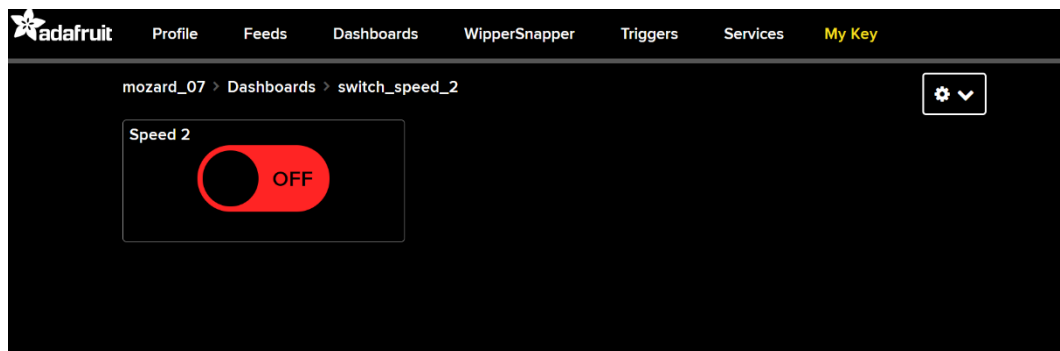 adafruit Profile Feeds Dashboards WipperSnapper Triggers Services My Key
mozard_07 > Dashboards > switch_speed_2
Speed 2
OFF